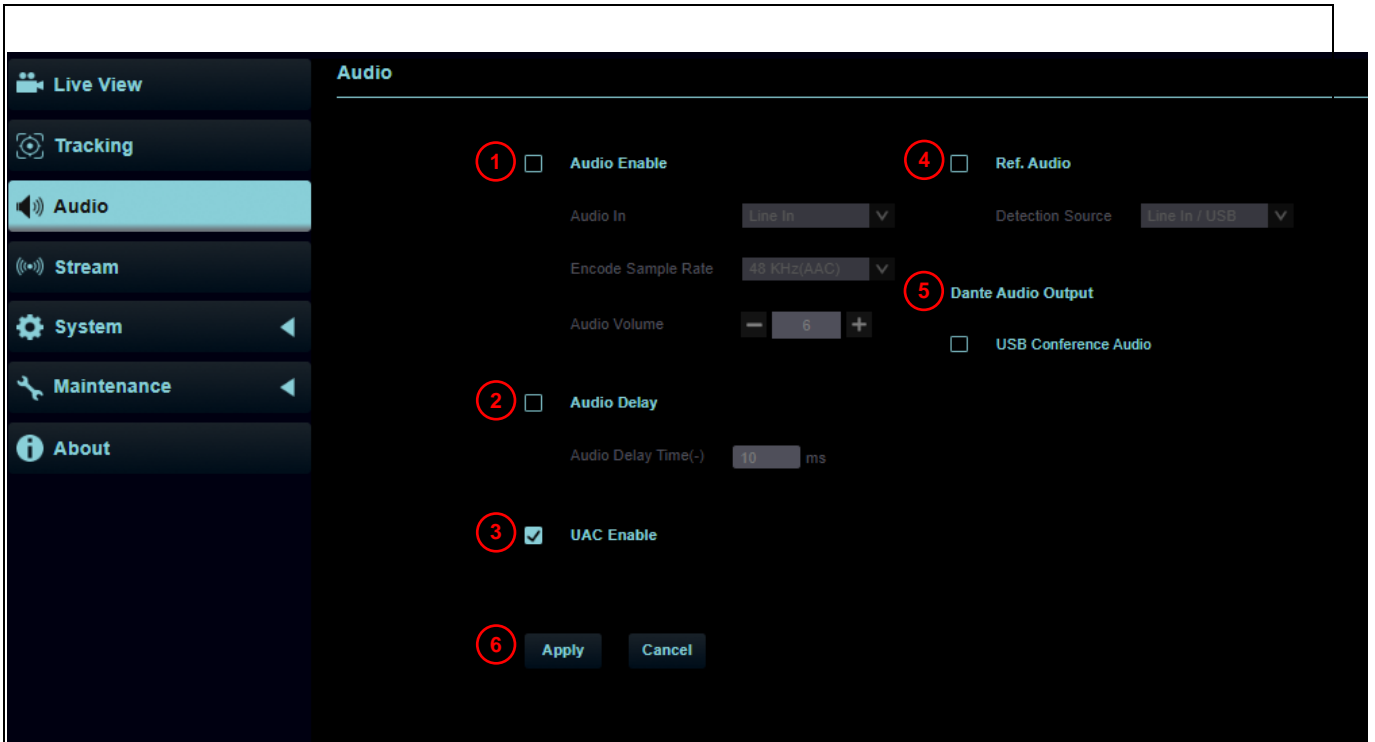 Live View
Tracking
Audio
Stream
System
Maintenance
About
Audio
1 Audio Enable
Audio In Line In
Encode Sample Rate 48 KHz(AAC)
Audio Volume 6
2 Audio Delay
Audio Delay Time(-) 10 ms
3 UAC Enable
4 Ref. Audio
Detection Source Line In / USB
5 Dante Audio Output
USB Conference Audio
6 Apply Cancel